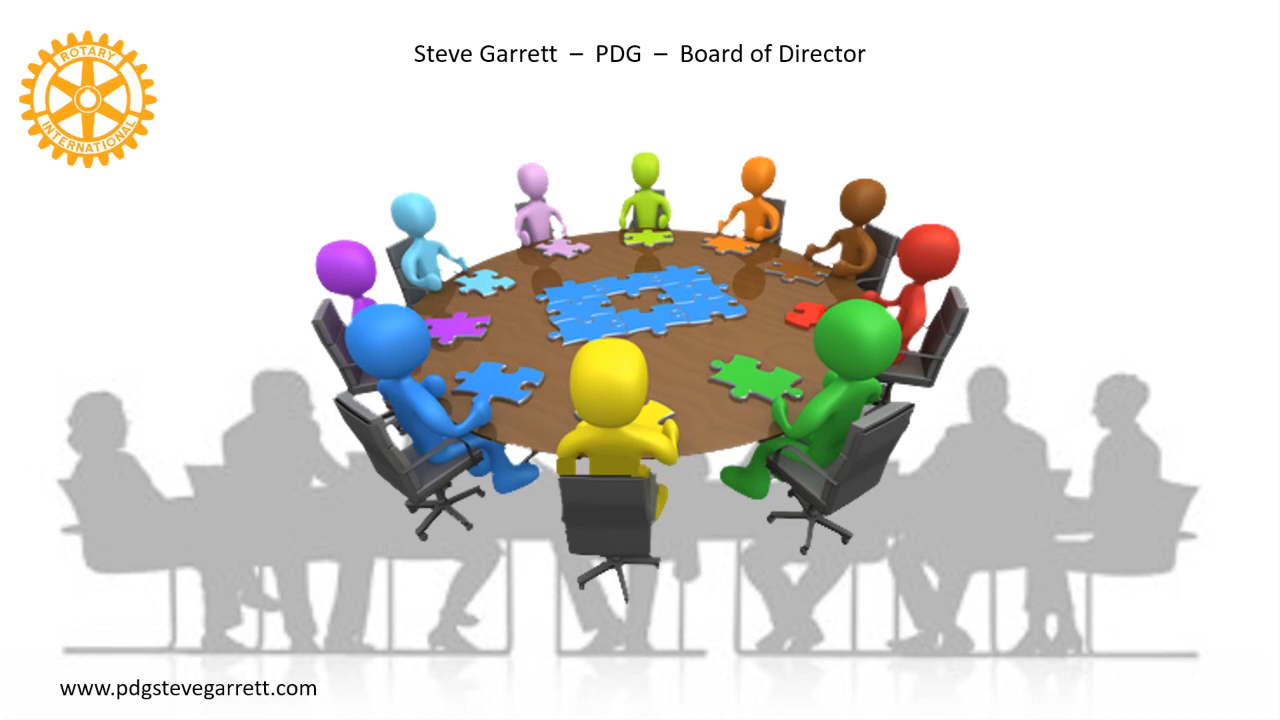 Steve Garrett – PDG – Board of Director
ROTARY
INTERNATIONAL
www.pdgstevegarrett.com